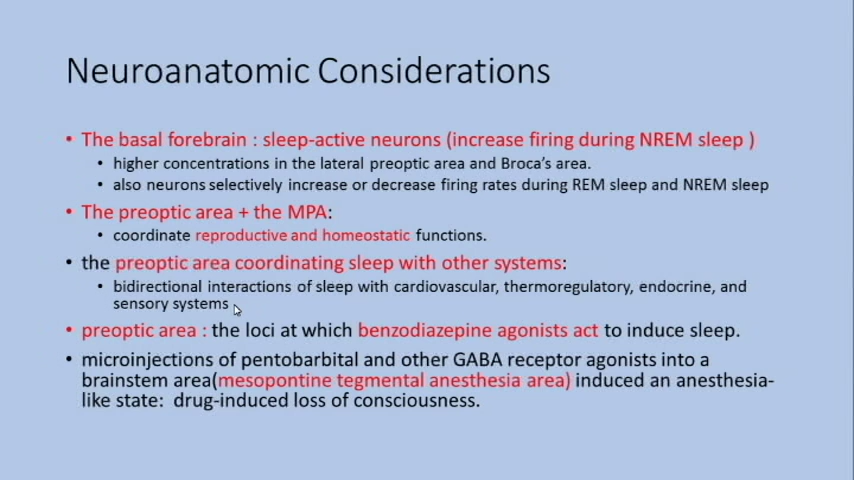 Neuroanatomic Considerations
• The basal forebrain : sleep-active neurons (increase firing during NREM sleep )
• higher concentrations in the lateral preoptic area and Broca's area.
• also neurons selectively increase or decrease firing rates during REM sleep and NREM sleep
• The preoptic area + the MPA:
• coordinate reproductive and homeostatic functions.
• the preoptic area coordinating sleep with other systems:
• bidirectional interactions of sleep with cardiovascular, thermoregulatory, endocrine, and
sensory systems
• preoptic area : the loci at which benzodiazepine agonists act to induce sleep.
• microinjections of pentobarbital and other GABA receptor agonists into a
brainstem area(mesopontine tegmental anesthesia area) induced an anesthesia-
like state: drug-induced loss of consciousness.